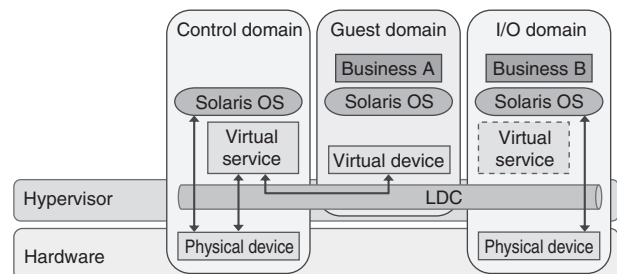 Control domain
Guest domain
I/O domain
Business A
Business B
Solaris OS
Solaris OS
Solaris OS
Virtual
service
Virtual device
Virtual
service
Hypervisor
LDC
Hardware
Physical device
Physical device